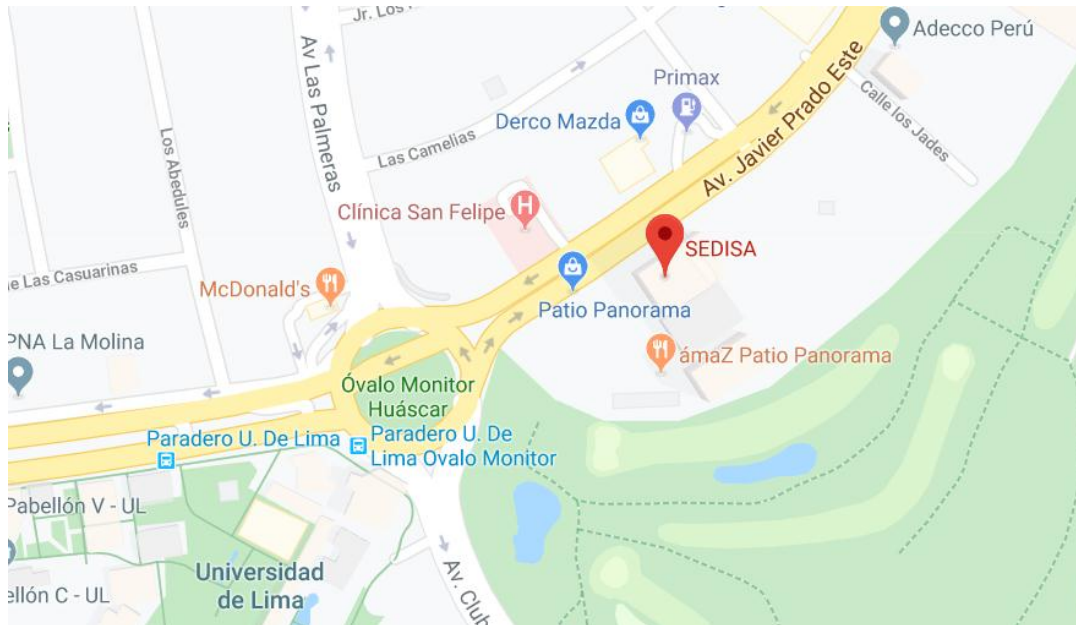 Jr. Los
Adecco Perú
Av Las Palmeras
Primax
Derco Mazda
Calle los Jades
Av. Javier Prado Este
Las Camelias
Los Abedules
Clínica San Felipe
H
SEDISA
e Las Casuarinas
McDonald's
Patio Panorama
PNA La Molina
ámaZ Patio Panorama
Óvalo Monitor
Huáscar
Paradero U. De Lima
Paradero U. De
Lima Ovalo Monitor
Pabellón V - UL
Universidad
de Lima
ellón C - UL
Av. Club